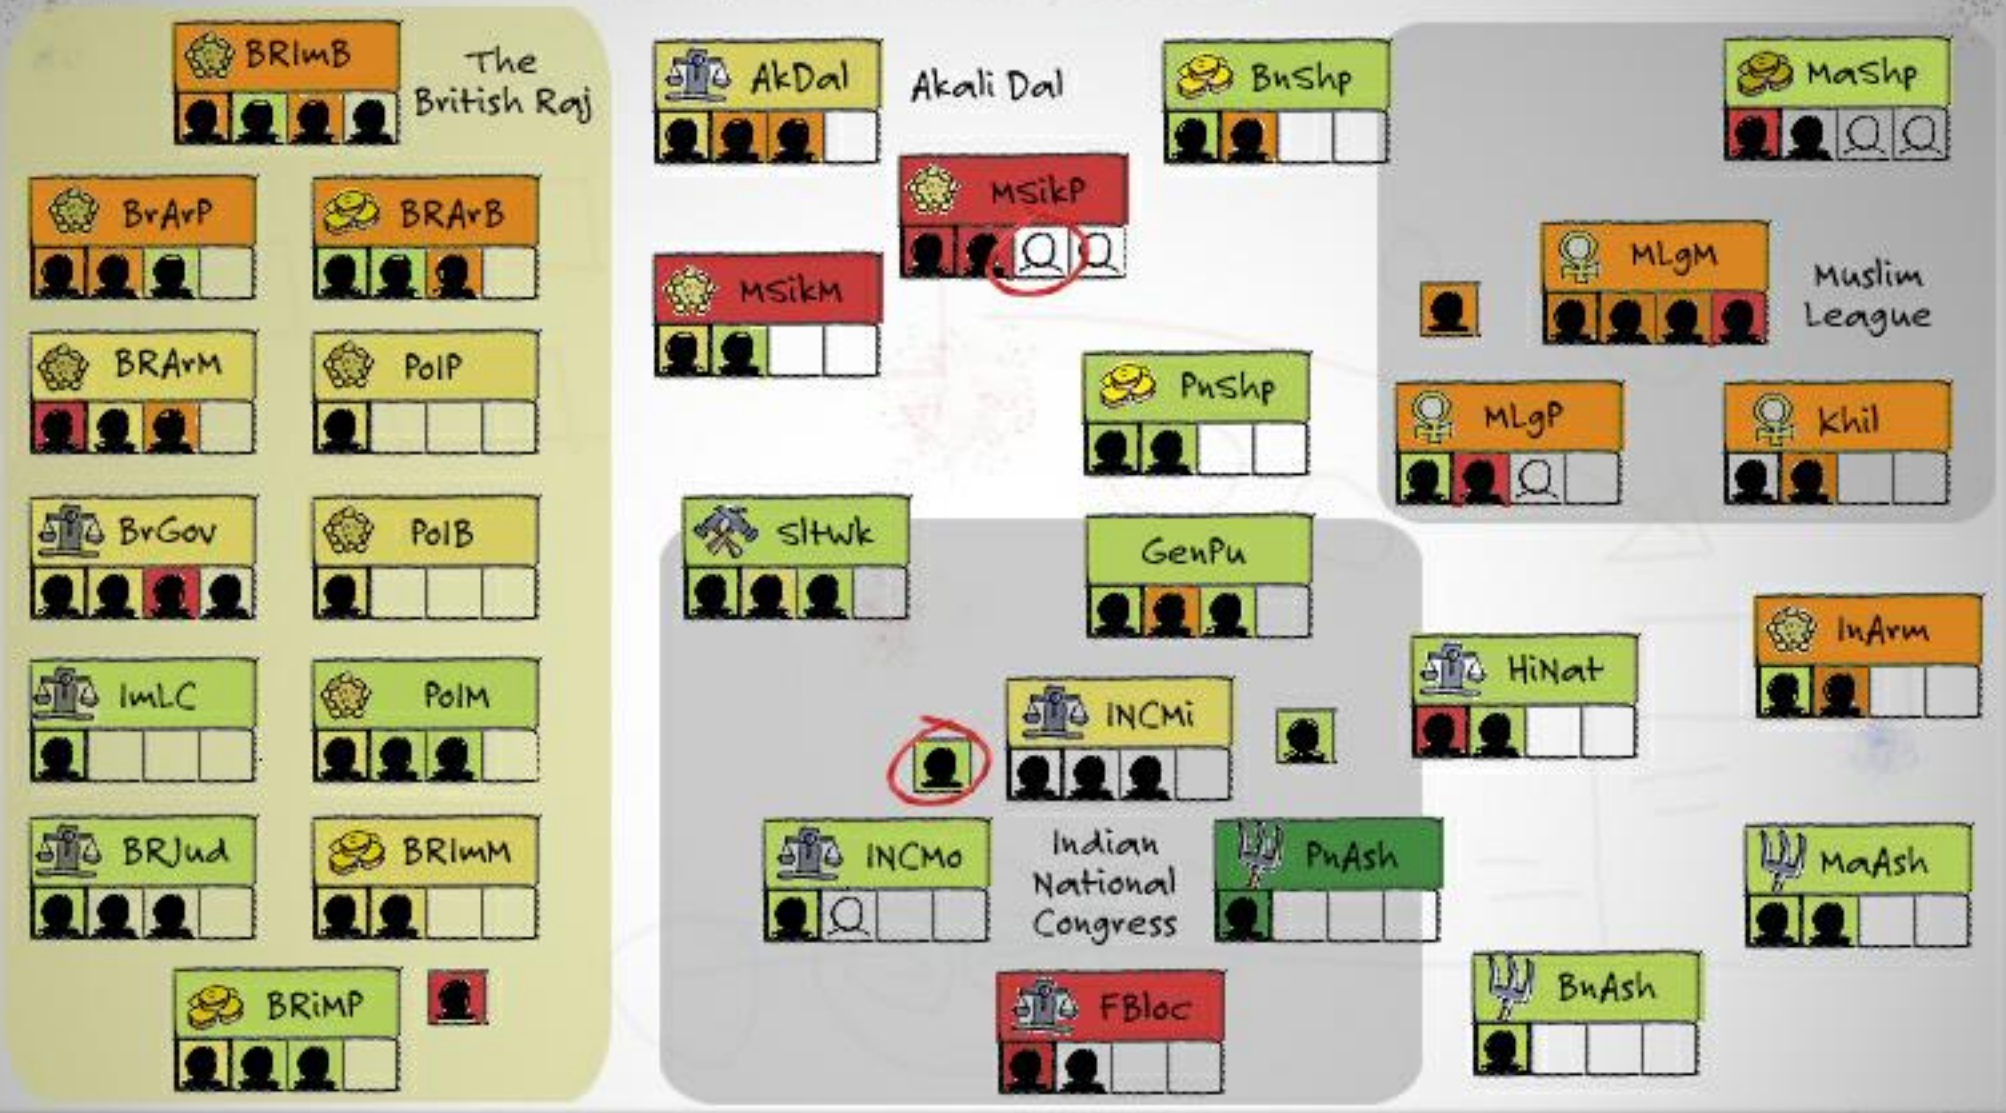 BRImB
The
British Raj
BrArP
BRArB
BRArM
PolP
BrGov
PolB
ImLC
PolM
BRJud
BRImM
BRiMP
AkDal
Akali Dal
BnShp
MaShp
MSikP
MSikM
MLgM
Muslim
League
PnShp
MLgP
Khil
SltWk
GenPu
InArm
HiNat
INCMi
INCMo
Indian
National
Congress
PnAsh
MaAsh
FBloc
BnAsh